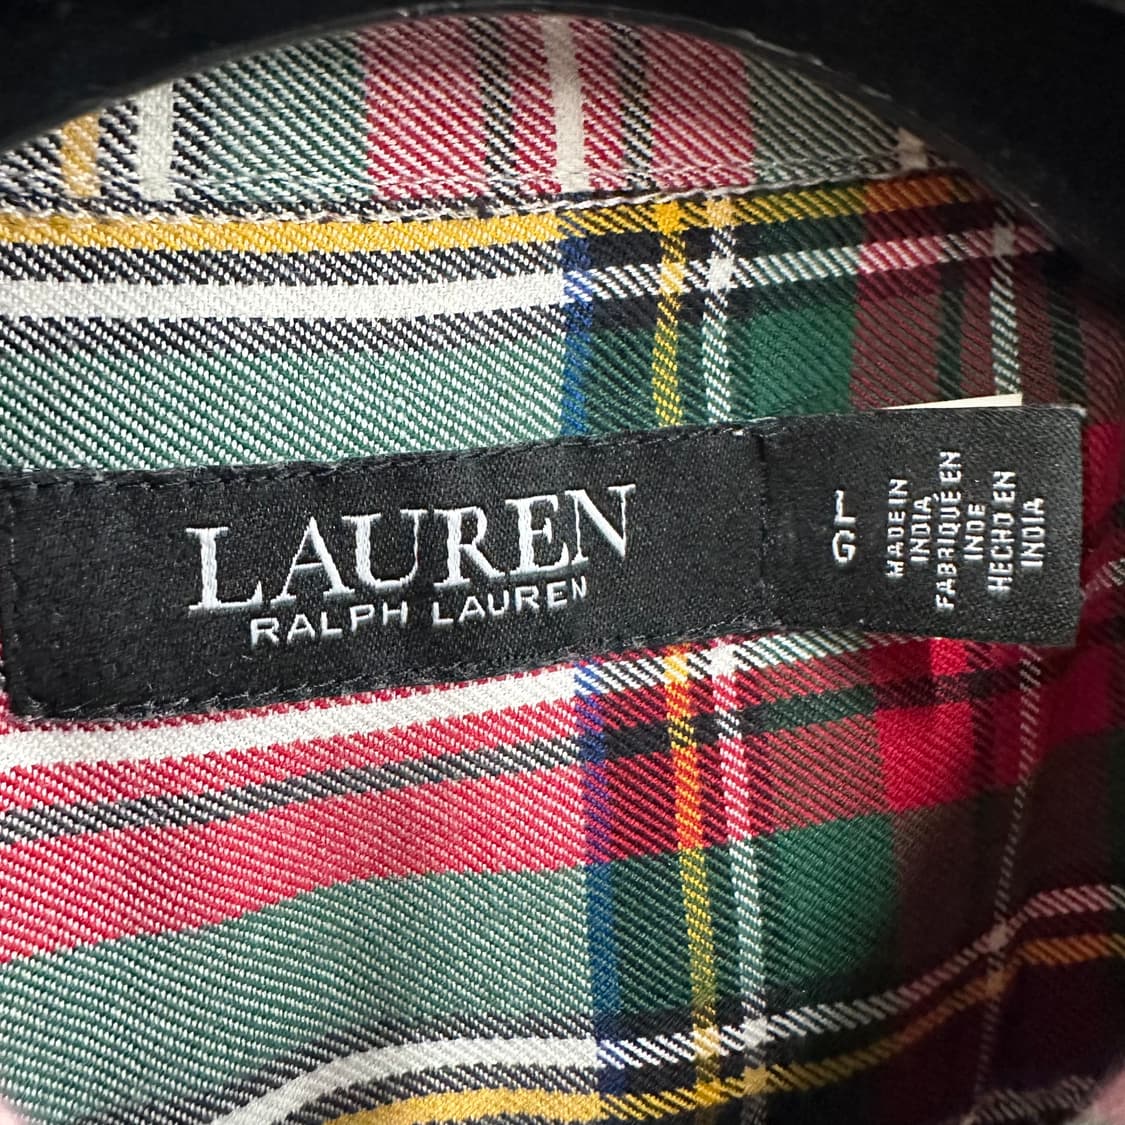 LAUREN
RALPH LAUREN
L
G
MADE IN
INDIA
FABRIQUÉ EN
INDE
HECHO EN
INDIA